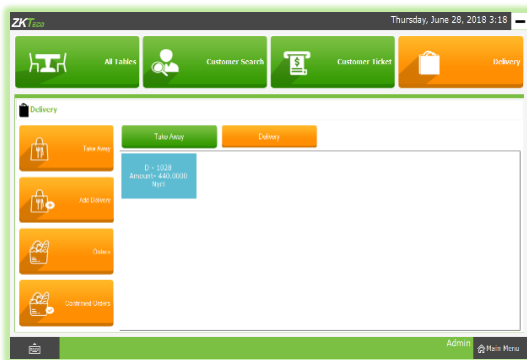 ZKTECO
Thursday, June 28, 2018 3:18
All Tables
Customer Search
Customer Ticket
Delivery
Delivery
Take Away
Add Delivery
Orders
Confirmed Orders
Take Away
Delivery
D - 1028
Amount= 440.0000
Nyct
Admin
Main Menu